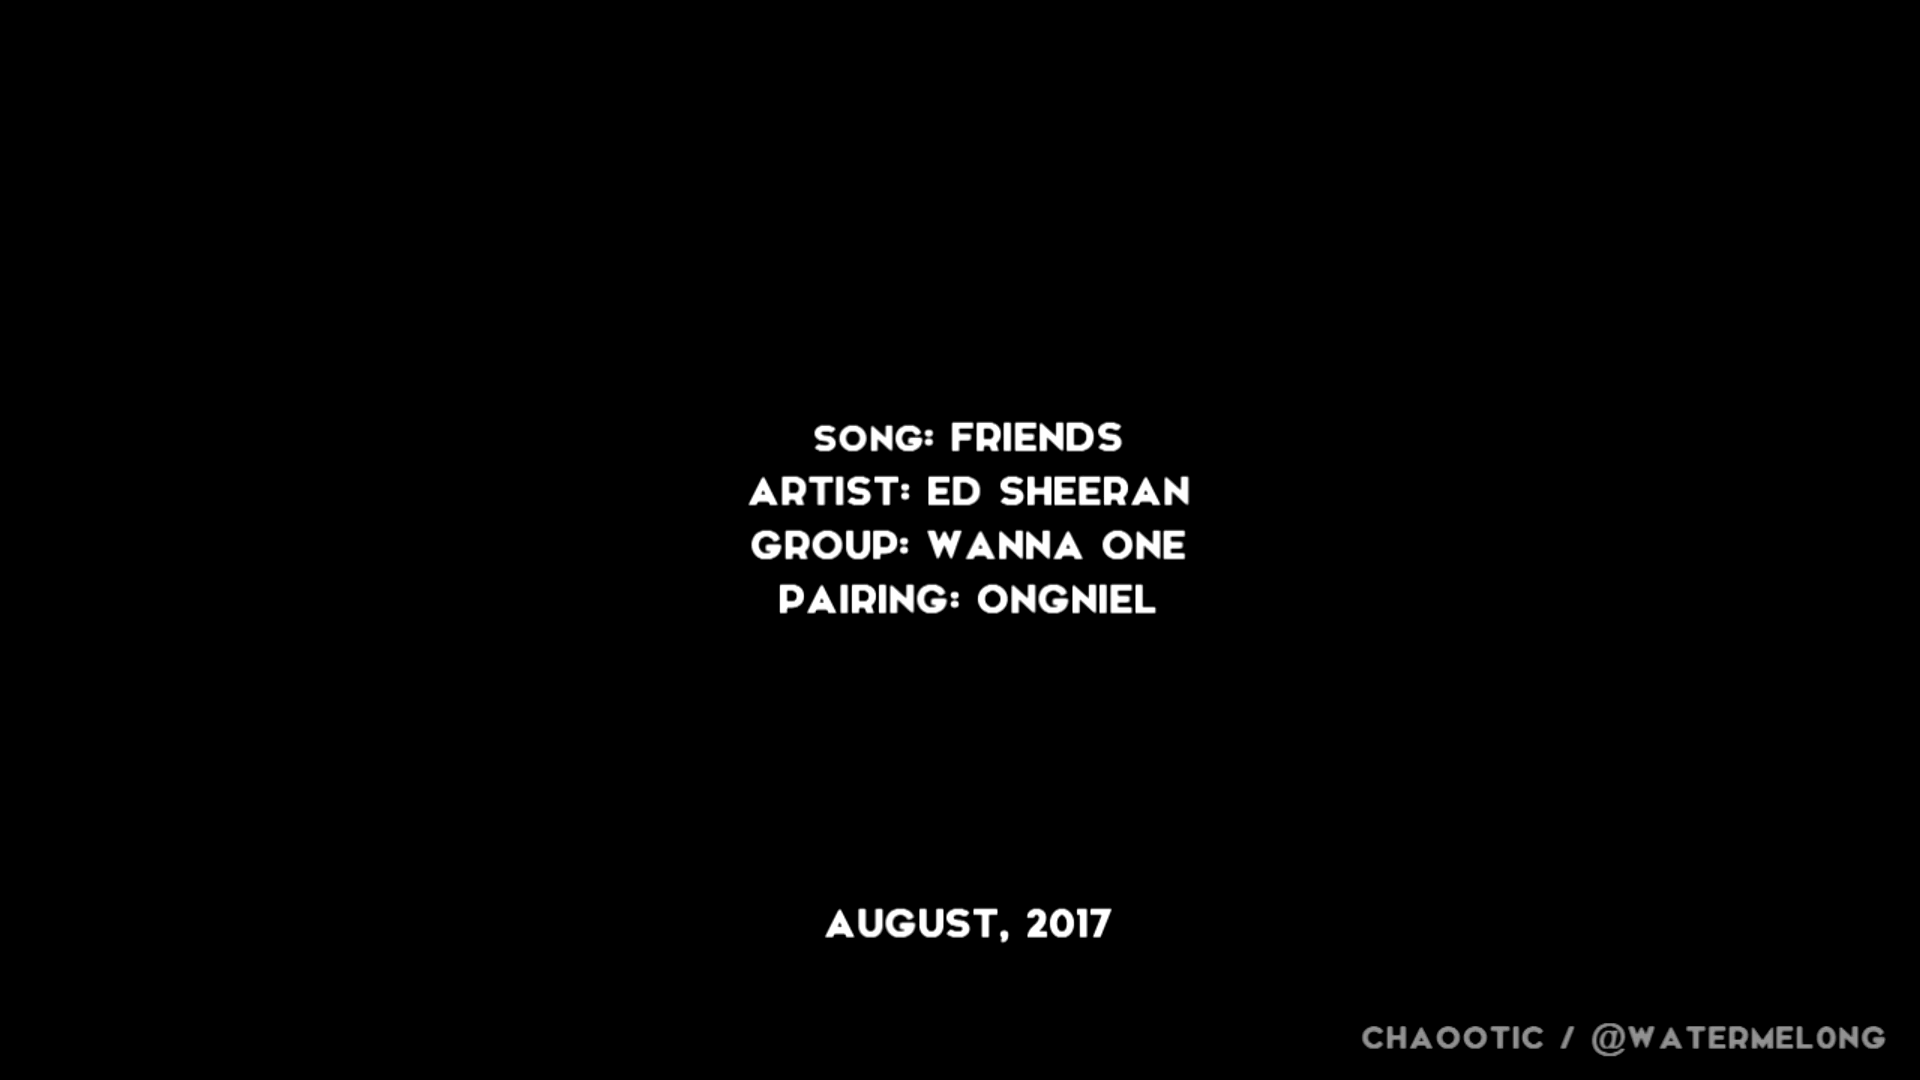 SONG: FRIENDS
ARTIST: ED SHEERAN
GROUP: WANNA ONE
PAIRING: ONGNIEL
AUGUST, 2017
CHAOOTIC / @WATERMEL0NG